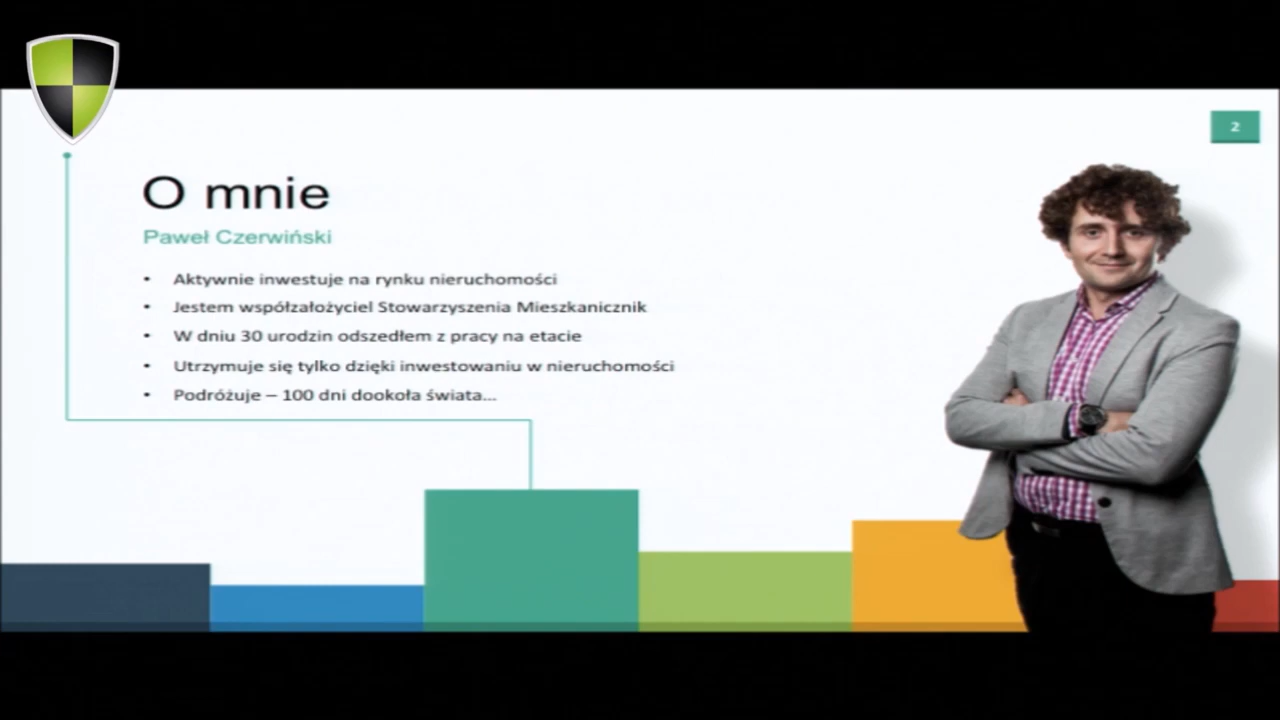 2
O mnie
Paweł Czerwiński
• Aktywnie inwestuje na rynku nieruchomości
• Jestem współzałożyciel Stowarzyszenia Mieszkanicznik
• W dniu 30 urodzin odszedłem z pracy na etacie
• Utrzymuje się tylko dzięki inwestowaniu w nieruchomości
• Podróżuje – 100 dni dookoła świata...